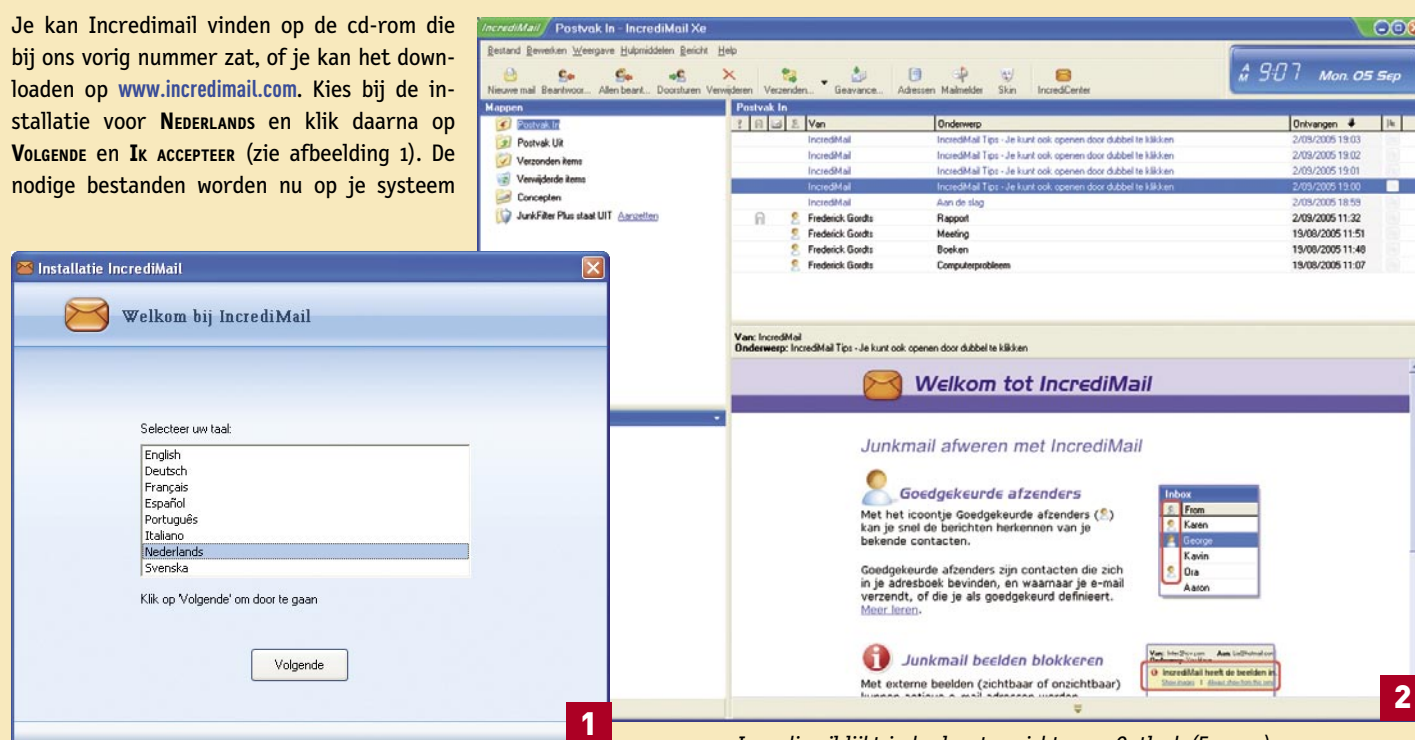 Je kan Incredimail vinden op de cd-rom die
bij ons vorig nummer zat, of je kan het down-
loaden op www.incredimail.com. Kies bij de in-
stallatie voor NEDERLANDS en klik daarna op
VOLGENDE en IK ACCEPTEER (zie afbeelding 1). De
nodige bestanden worden nu op je systeem
Installatie IncrediMail
Welkom bij IncrediMail
Selecteer uw taal:
English
Deutsch
Français
Español
Português
Italiano
Nederlands
Svenska
Klik op 'Volgende' om door te gaan
Volgende
1
IncrediMail Postvak In - IncrediMail Xe
Bestand Bewerken Weergave Hulpmiddelen Bericht Help
Nieuwe mail Beantwoor... Allen beant... Doorsturen Verwijderen Verzenden... Geavance... Adressen Mailmelder Skin IncrediCenter
AM 9:07 Mon. 05 Sep
Mappen
Postvak In
Postvak Uit
Verzonden items
Verwijderde items
Concepten
JunkFilter Plus staat UIT Aanzetten
Postvak In
Van Onderwerp Ontvangen
IncrediMail IncrediMail Tips - Je kunt ook openen door dubbel te klikken 2/09/2005 19:03
IncrediMail IncrediMail Tips - Je kunt ook openen door dubbel te klikken 2/09/2005 19:02
IncrediMail IncrediMail Tips - Je kunt ook openen door dubbel te klikken 2/09/2005 19:01
IncrediMail IncrediMail Tips - Je kunt ook openen door dubbel te klikken 2/09/2005 19:00
IncrediMail Aan de slag 2/09/2005 18:59
Frederick Gordts Rapport 2/09/2005 11:32
Frederick Gordts Meeting 19/08/2005 11:51
Frederick Gordts Boeken 19/08/2005 11:48
Frederick Gordts Computerprobleem 19/08/2005 11:07
Van: IncrediMail
Onderwerp: IncrediMail Tips - Je kunt ook openen door dubbel te klikken
Welkom tot IncrediMail
Junkmail afweren met IncrediMail
Goedgekeurde afzenders
Met het icoontje Goedgekeurde afzenders ( )
kan je snel de berichten herkennen van je
bekende contacten.
Goedgekeurde afzenders zijn contacten die zich
in je adresboek bevinden, en waarnaar je e-mail
verzendt, of die je als goedgekeurd definieert.
Meer leren.
Inbox
From
Karen
George
Kavin
Ora
Aaron
Junkmail beelden blokkeren
Met externe beelden (zichtbaar of onzichtbaar)
IncrediMail heeft de beelden in
2